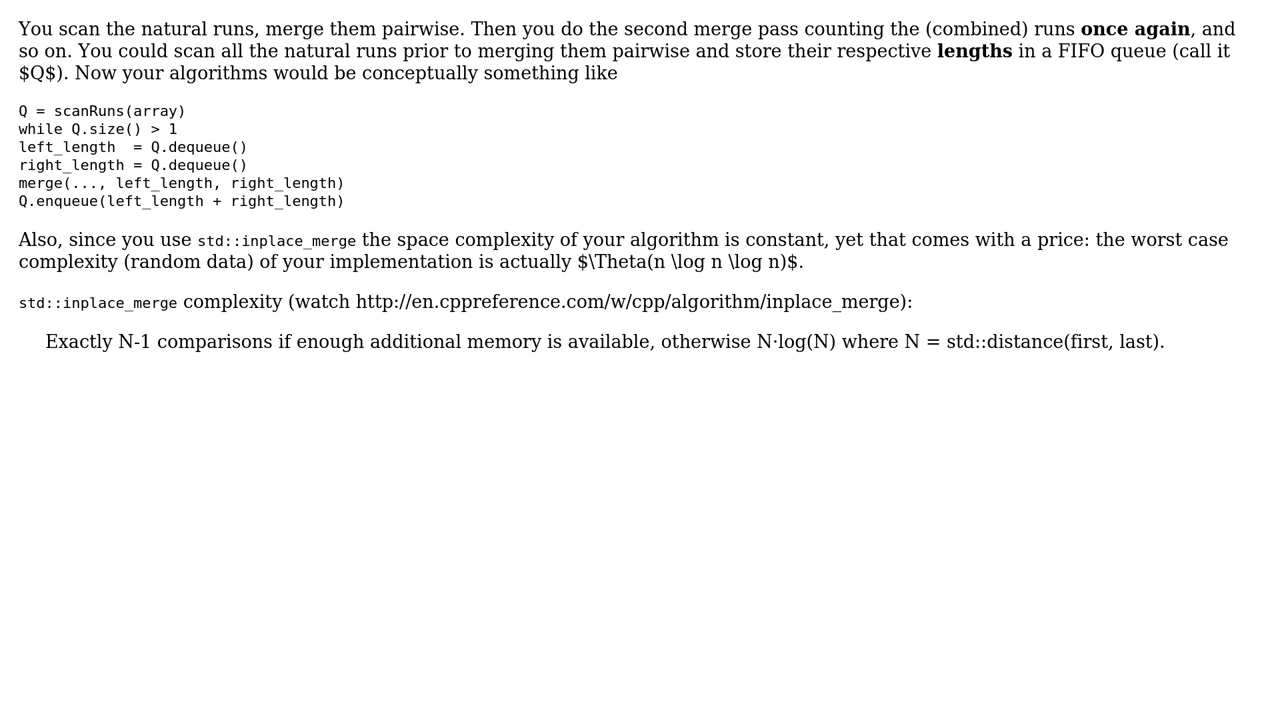 You scan the natural runs, merge them pairwise. Then you do the second merge pass counting the (combined) runs once again, and
so on. You could scan all the natural runs prior to merging them pairwise and store their respective lengths in a FIFO queue (call it
$Q$). Now your algorithms would be conceptually something like
Q = scanRuns(array)
while Q.size() > 1
left_length  = Q.dequeue()
right_length = Q.dequeue()
merge(..., left_length, right_length)
Q.enqueue(left_length + right_length)
Also, since you use std::inplace_merge the space complexity of your algorithm is constant, yet that comes with a price: the worst case
complexity (random data) of your implementation is actually $\Theta(n \log n \log n)$.
std::inplace_merge complexity (watch http://en.cppreference.com/w/cpp/algorithm/inplace_merge):
Exactly N-1 comparisons if enough additional memory is available, otherwise N·log(N) where N = std::distance(first, last).